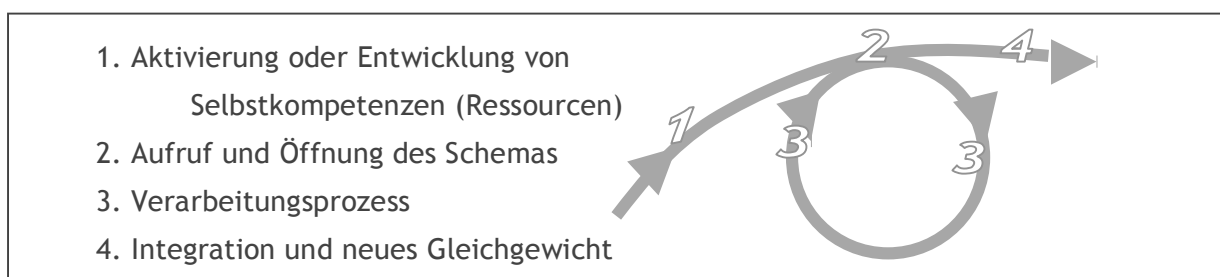 1. Aktivierung oder Entwicklung von
Selbstkompetenzen (Ressourcen)
2. Aufruf und Öffnung des Schemas
3. Verarbeitungsprozess
4. Integration und neues Gleichgewicht
1
2
4
3
3